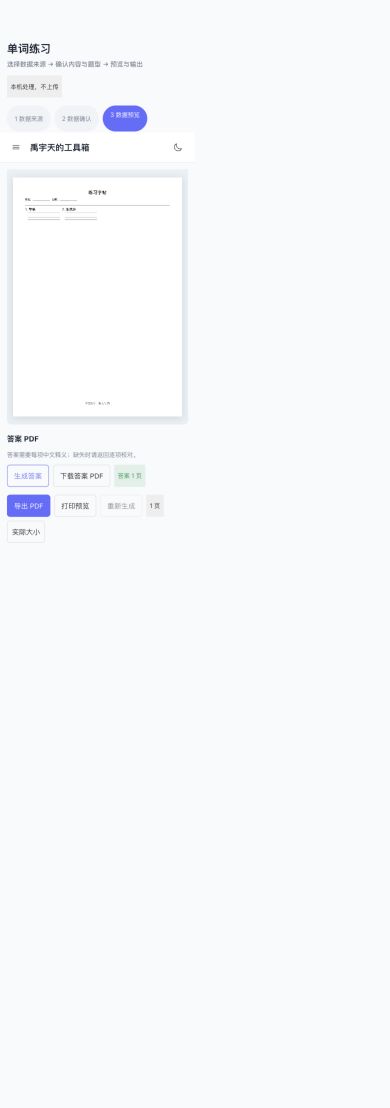 单词练习
选择数据来源 → 确认内容与题型 → 预览与输出
本机处理，不上传
1 数据来源 2 数据确认 3 数据预览
禹宇天的工具箱
练习字帖
答案 PDF
答案需要每项中文释义；缺失时请返回逐项核对。
生成答案 下载答案 PDF 答案 1 页
导出 PDF 打印预览 重新生成 1 页
实际大小